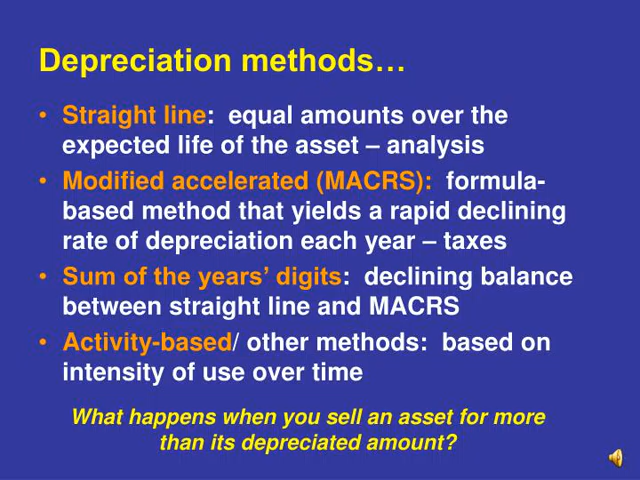 Depreciation methods…
• Straight line:  equal amounts over the
expected life of the asset – analysis
• Modified accelerated (MACRS):  formula-
based method that yields a rapid declining
rate of depreciation each year – taxes
• Sum of the years’ digits:  declining balance
between straight line and MACRS
• Activity-based/ other methods:  based on
intensity of use over time
What happens when you sell an asset for more
than its depreciated amount?